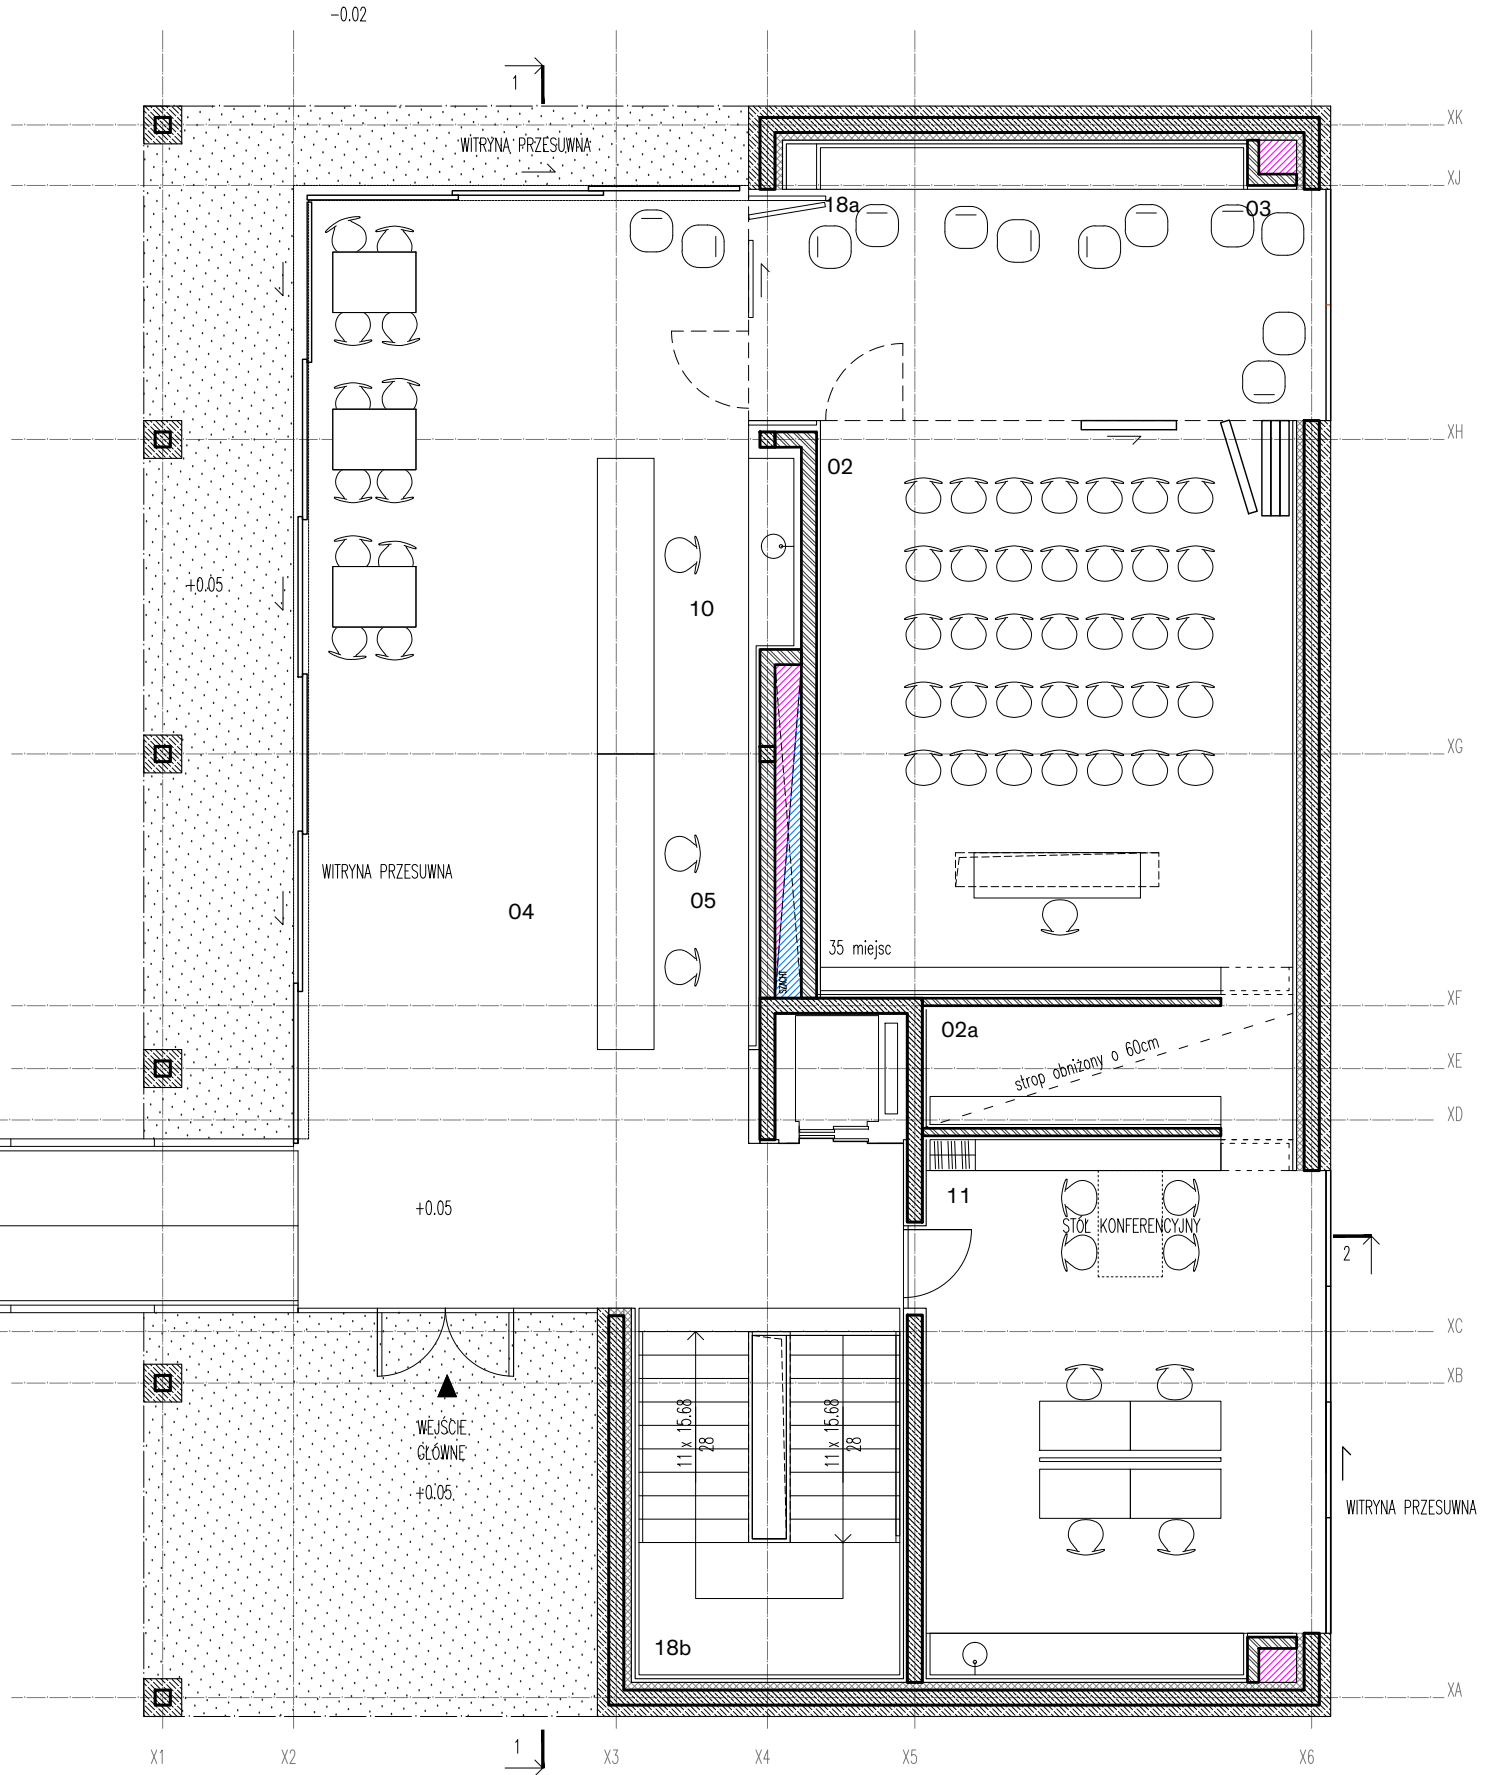 -0.02
1
XK
WITRYNA PRZESUWNA
XJ
18a
03
XH
02
+0.05
10
XG
WITRYNA PRZESUWNA
05
04
35 miejsc
SZACHT
XF
02a
strop obniżony o 60cm
XE
XD
11
+0.05
STÓŁ KONFERENCYJNY
2
XC
XB
11 x 15.68
28
11 x 15.68
28
WEJŚCIE
GŁÓWNE
+0.05
WITRYNA PRZESUWNA
18b
XA
1
X1
X2
X3
X4
X5
X6